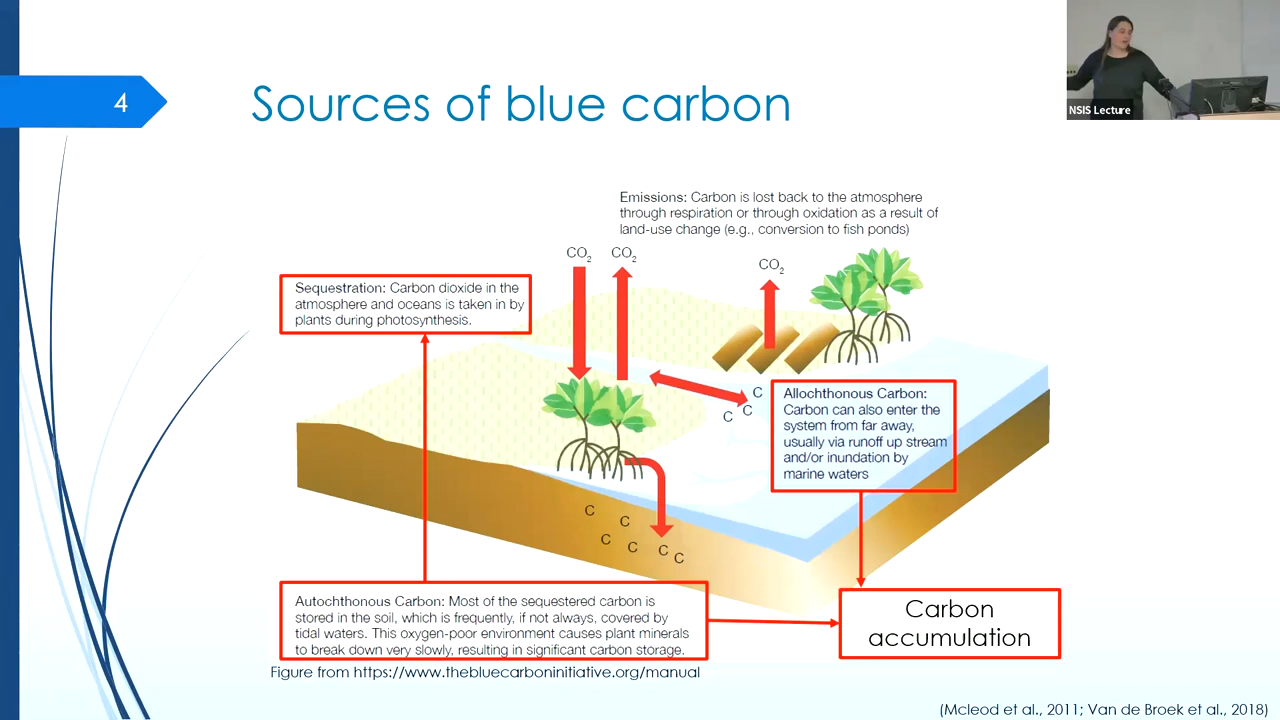 4
Sources of blue carbon
NSIS Lecture
Emissions: Carbon is lost back to the atmosphere
through respiration or through oxidation as a result of
land-use change (e.g., conversion to fish ponds)
CO₂
CO₂
CO₂
Sequestration: Carbon dioxide in the
atmosphere and oceans is taken in by
plants during photosynthesis.
C
C
C
Allochthonous Carbon:
Carbon can also enter the
system from far away,
usually via runoff up stream
and/or inundation by
marine waters
C
C
C
C
C
C
Autochthonous Carbon: Most of the sequestered carbon is
stored in the soil, which is frequently, if not always, covered by
tidal waters. This oxygen-poor environment causes plant minerals
to break down very slowly, resulting in significant carbon storage.
Carbon
accumulation
Figure from https://www.thebluecarboninitiative.org/manual
(Mcleod et al., 2011; Van de Broek et al., 2018)